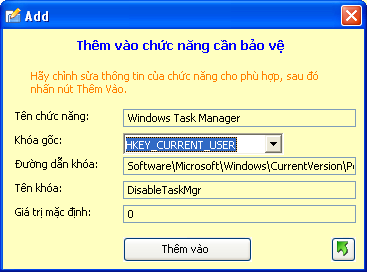 Add
Thêm vào chức năng cần bảo vệ
Hãy chỉnh sửa thông tin của chức năng cho phù hợp, sau đó
nhấn nút Thêm Vào.
Tên chức năng: Windows Task Manager
Khóa gốc: HKEY_CURRENT_USER
Đường dẫn khóa: Software\Microsoft\Windows\CurrentVersion\P
Tên khóa: DisableTaskMgr
Giá trị mặc định: 0
Thêm vào